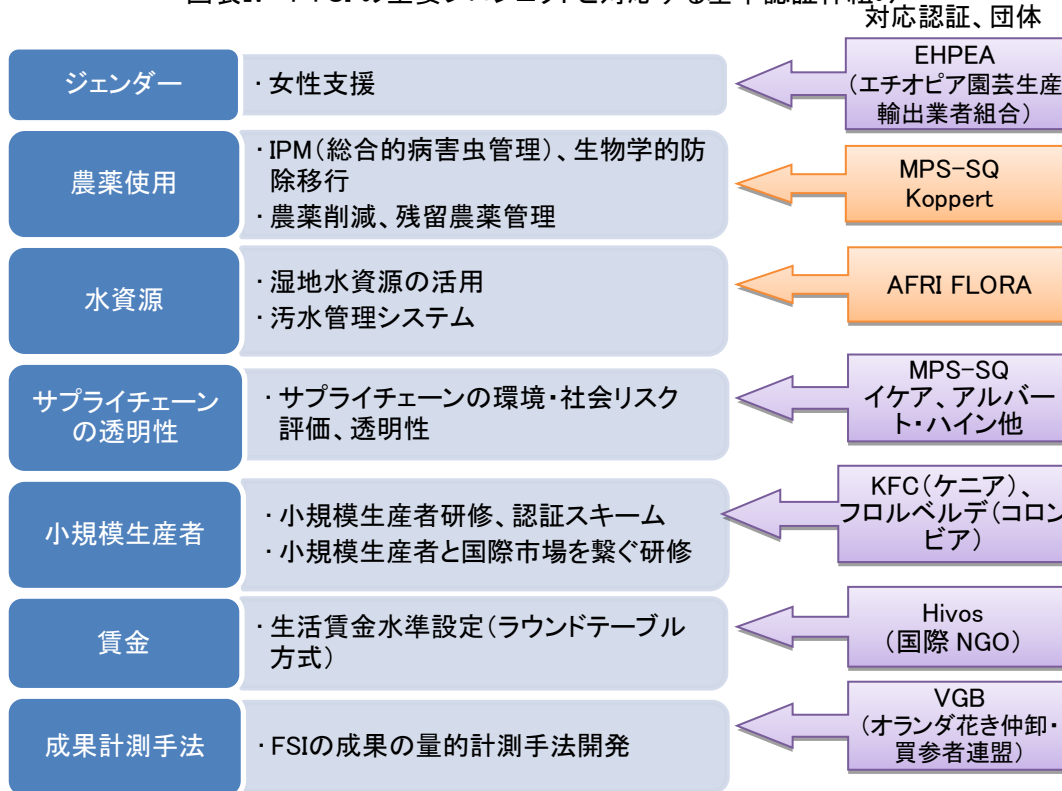 対応認証、団体
ジェンダー
・女性支援
EHPEA
(エチオピア園芸生産
輸出業者組合)
農薬使用
・IPM(総合的病害虫管理)、生物学的防
除移行
・農薬削減、残留農薬管理
MPS-SQ
Koppert
水資源
・湿地水資源の活用
・汚水管理システム
AFRI FLORA
サプライチェーン
の透明性
・サプライチェーンの環境・社会リスク
評価、透明性
MPS-SQ
イケア、アルバー
ト・ハイン他
小規模生産者
・小規模生産者研修、認証スキーム
・小規模生産者と国際市場を繋ぐ研修
KFC(ケニア)、
フロルベルデ(コロン
ビア)
賃金
・生活賃金水準設定(ラウンドテーブル
方式)
Hivos
(国際 NGO)
成果計測手法
・FSIの成果の量的計測手法開発
VGB
(オランダ花き仲卸・
買参者連盟)